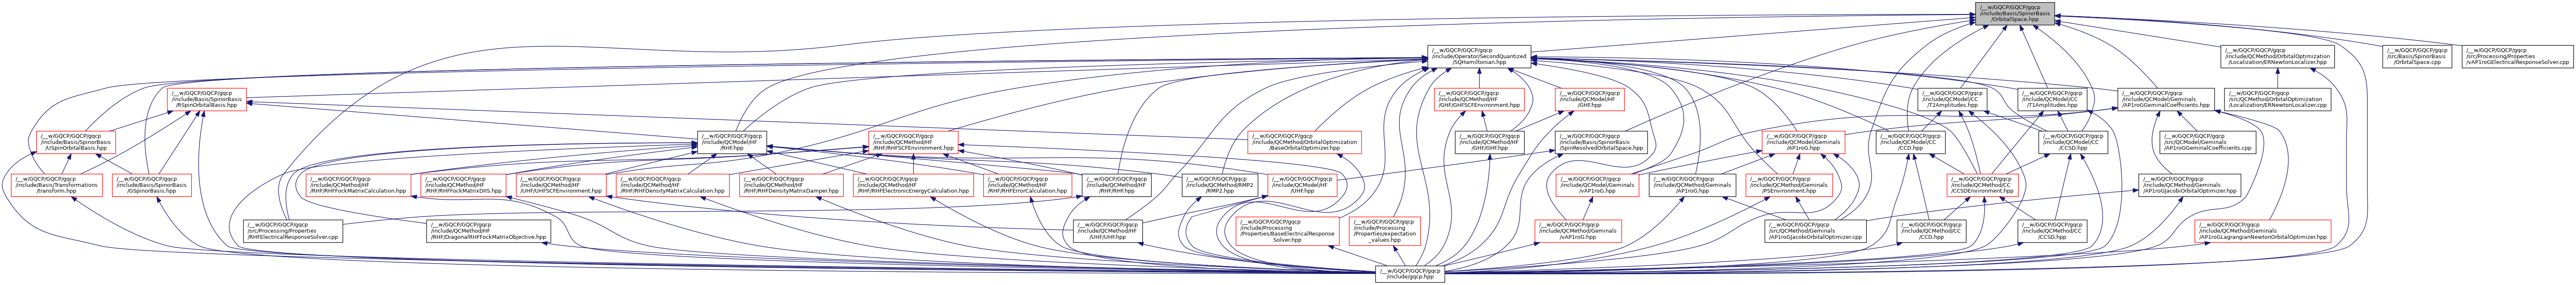 /__w/GQCP/GQCP/gqcp
/include/Basis/SpinorBasis
/OrbitalSpace.hpp
/__w/GQCP/GQCP/gqcp
/include/Operator/SecondQuantized
/SQHamiltonian.hpp
/__w/GQCP/GQCP/gqcp
/include/QCMethod/OrbitalOptimization
/Localization/ERNewtonLocalizer.hpp
/__w/GQCP/GQCP/gqcp
/src/Basis/SpinorBasis
/OrbitalSpace.cpp
/__w/GQCP/GQCP/gqcp
/src/Processing/Properties
/vAP1roGElectricalResponseSolver.cpp
/__w/GQCP/GQCP/gqcp
/include/Basis/SpinorBasis
/RSpinOrbitalBasis.hpp
/__w/GQCP/GQCP/gqcp
/include/QCMethod/HF
/GHF/GHFSCFEnvironment.hpp
/__w/GQCP/GQCP/gqcp
/include/QCModel/HF
/GHF.hpp
/__w/GQCP/GQCP/gqcp
/include/QCModel/CC
/T2Amplitudes.hpp
/__w/GQCP/GQCP/gqcp
/include/QCModel/CC
/T1Amplitudes.hpp
/__w/GQCP/GQCP/gqcp
/include/QCModel/Geminals
/AP1roGGeminalCoefficients.hpp
/__w/GQCP/GQCP/gqcp
/src/QCMethod/OrbitalOptimization
/Localization/ERNewtonLocalizer.cpp
/__w/GQCP/GQCP/gqcp
/include/Basis/SpinorBasis
/USpinOrbitalBasis.hpp
/__w/GQCP/GQCP/gqcp
/include/QCModel/HF
/RHF.hpp
/__w/GQCP/GQCP/gqcp
/include/QCMethod/HF
/RHF/RHFSCFEnvironment.hpp
/__w/GQCP/GQCP/gqcp
/include/QCMethod/OrbitalOptimization
/BaseOrbitalOptimizer.hpp
/__w/GQCP/GQCP/gqcp
/include/QCMethod/HF
/GHF/GHF.hpp
/__w/GQCP/GQCP/gqcp
/include/Basis/SpinorBasis
/SpinResolvedOrbitalSpace.hpp
/__w/GQCP/GQCP/gqcp
/include/QCModel/Geminals
/AP1roG.hpp
/__w/GQCP/GQCP/gqcp
/include/QCModel/CC
/CCD.hpp
/__w/GQCP/GQCP/gqcp
/include/QCModel/CC
/CCSD.hpp
/__w/GQCP/GQCP/gqcp
/src/QCModel/Geminals
/AP1roGGeminalCoefficients.cpp
/__w/GQCP/GQCP/gqcp
/include/Basis/Transformations
/transform.hpp
/__w/GQCP/GQCP/gqcp
/include/Basis/SpinorBasis
/GSpinorBasis.hpp
/__w/GQCP/GQCP/gqcp
/include/QCMethod/HF
/RHF/RHFFockMatrixCalculation.hpp
/__w/GQCP/GQCP/gqcp
/include/QCMethod/HF
/RHF/RHFFockMatrixDIIS.hpp
/__w/GQCP/GQCP/gqcp
/include/QCMethod/HF
/UHF/UHFSCFEnvironment.hpp
/__w/GQCP/GQCP/gqcp
/include/QCMethod/HF
/RHF/RHFDensityMatrixCalculation.hpp
/__w/GQCP/GQCP/gqcp
/include/QCMethod/HF
/RHF/RHFDensityMatrixDamper.hpp
/__w/GQCP/GQCP/gqcp
/include/QCMethod/HF
/RHF/RHFElectronicEnergyCalculation.hpp
/__w/GQCP/GQCP/gqcp
/include/QCMethod/HF
/RHF/RHFErrorCalculation.hpp
/__w/GQCP/GQCP/gqcp
/include/QCMethod/HF
/RHF/RHF.hpp
/__w/GQCP/GQCP/gqcp
/include/QCMethod/RMP2
/RMP2.hpp
/__w/GQCP/GQCP/gqcp
/include/QCModel/HF
/UHF.hpp
/__w/GQCP/GQCP/gqcp
/include/QCModel/Geminals
/vAP1roG.hpp
/__w/GQCP/GQCP/gqcp
/include/QCMethod/Geminals
/AP1roG.hpp
/__w/GQCP/GQCP/gqcp
/include/QCMethod/Geminals
/PSEnvironment.hpp
/__w/GQCP/GQCP/gqcp
/include/QCMethod/CC
/CCSDEnvironment.hpp
/__w/GQCP/GQCP/gqcp
/include/QCMethod/Geminals
/AP1roGJacobiOrbitalOptimizer.hpp
/__w/GQCP/GQCP/gqcp
/src/Processing/Properties
/RHFElectricalResponseSolver.cpp
/__w/GQCP/GQCP/gqcp
/include/QCMethod/HF
/RHF/DiagonalRHFFockMatrixObjective.hpp
/__w/GQCP/GQCP/gqcp
/include/QCMethod/HF
/UHF/UHF.hpp
/__w/GQCP/GQCP/gqcp
/include/Processing
/Properties/BaseElectricalResponse
Solver.hpp
/__w/GQCP/GQCP/gqcp
/include/Processing
/Properties/expectation
_values.hpp
/__w/GQCP/GQCP/gqcp
/include/QCMethod/Geminals
/vAP1roG.hpp
/__w/GQCP/GQCP/gqcp
/src/QCMethod/Geminals
/AP1roGJacobiOrbitalOptimizer.cpp
/__w/GQCP/GQCP/gqcp
/include/QCMethod/CC
/CCD.hpp
/__w/GQCP/GQCP/gqcp
/include/QCMethod/CC
/CCSD.hpp
/__w/GQCP/GQCP/gqcp
/include/QCMethod/Geminals
/AP1roGLagrangianNewtonOrbitalOptimizer.hpp
/__w/GQCP/GQCP/gqcp
/include/gqcp.hpp